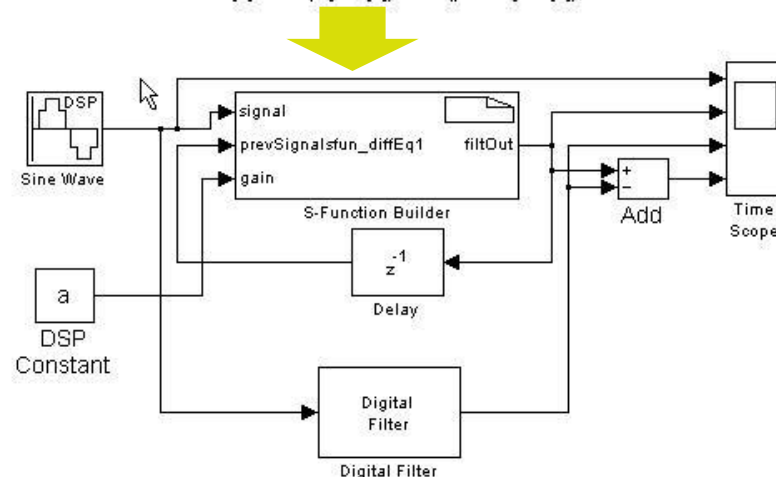 DSP
Sine Wave
signal
prevSignalsfun_diffEq1
filtOut
gain
S-Function Builder
+
−
Add
Time
Scope
z-1
Delay
a
DSP
Constant
Digital
Filter
Digital Filter